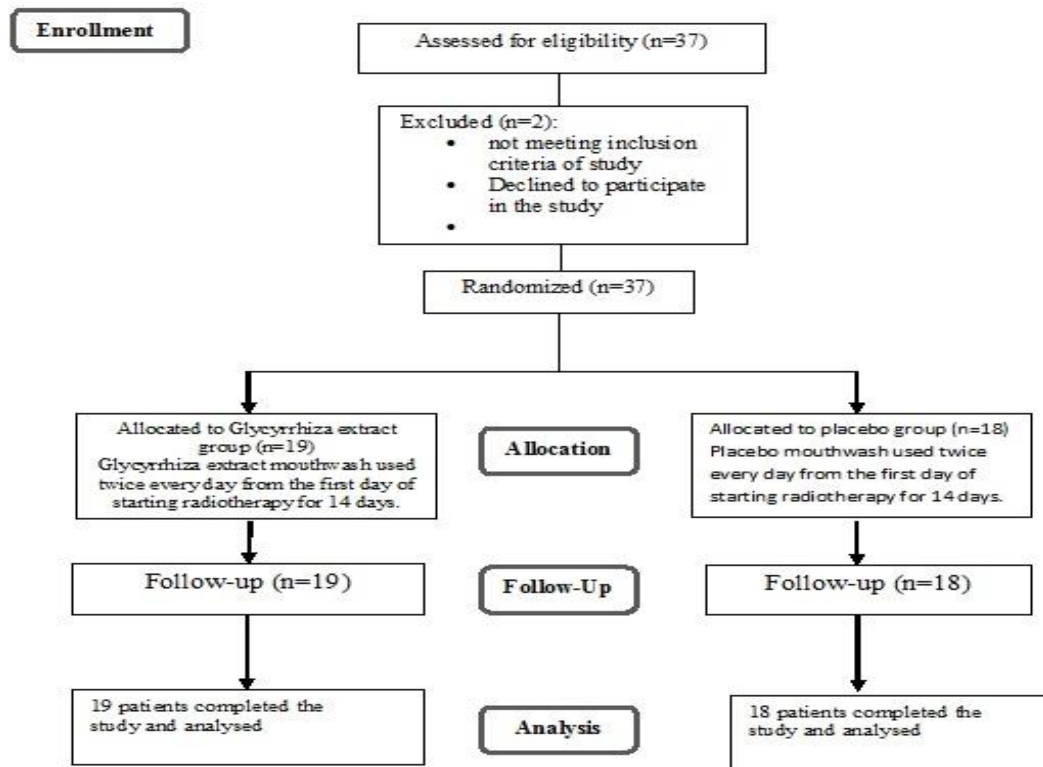 Enrollment
Assessed for eligibility (n=37)
Excluded (n=2):
• not meeting inclusion
criteria of study
• Declined to participate
in the study
•
Randomized (n=37)
Allocated to Glycyrrhiza extract
group (n=19)
Glycyrrhiza extract mouthwash used
twice every day from the first day of
starting radiotherapy for 14 days.
Allocation
Allocated to placebo group (n=18)
Placebo mouthwash used twice
every day from the first day of
starting radiotherapy for 14 days.
Follow-up (n=19)
Follow-Up
Follow-up (n=18)
19 patients completed the
study and analysed
Analysis
18 patients completed the
study and analysed